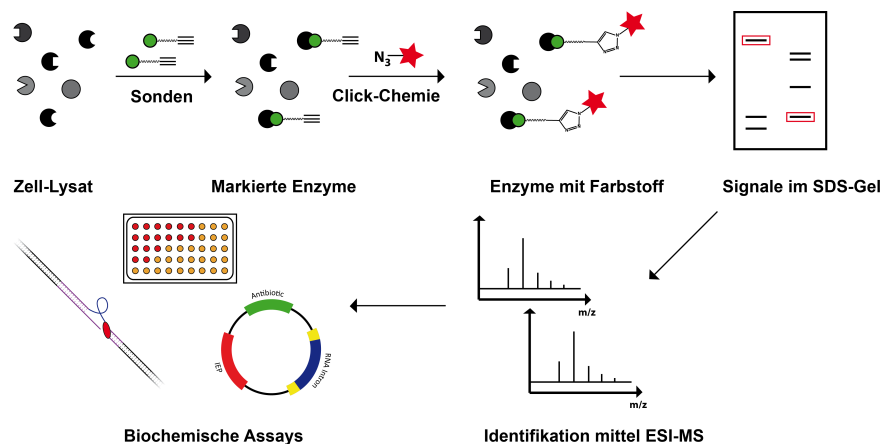 Sonden
N3
Click-Chemie
N
N
N
N
N
N
Zell-Lysat
Markierte Enzyme
Enzyme mit Farbstoff
Signale im SDS-Gel
Antibiotic
IEP
RNA Intron
m/z
m/z
Biochemische Assays
Identifikation mittel ESI-MS